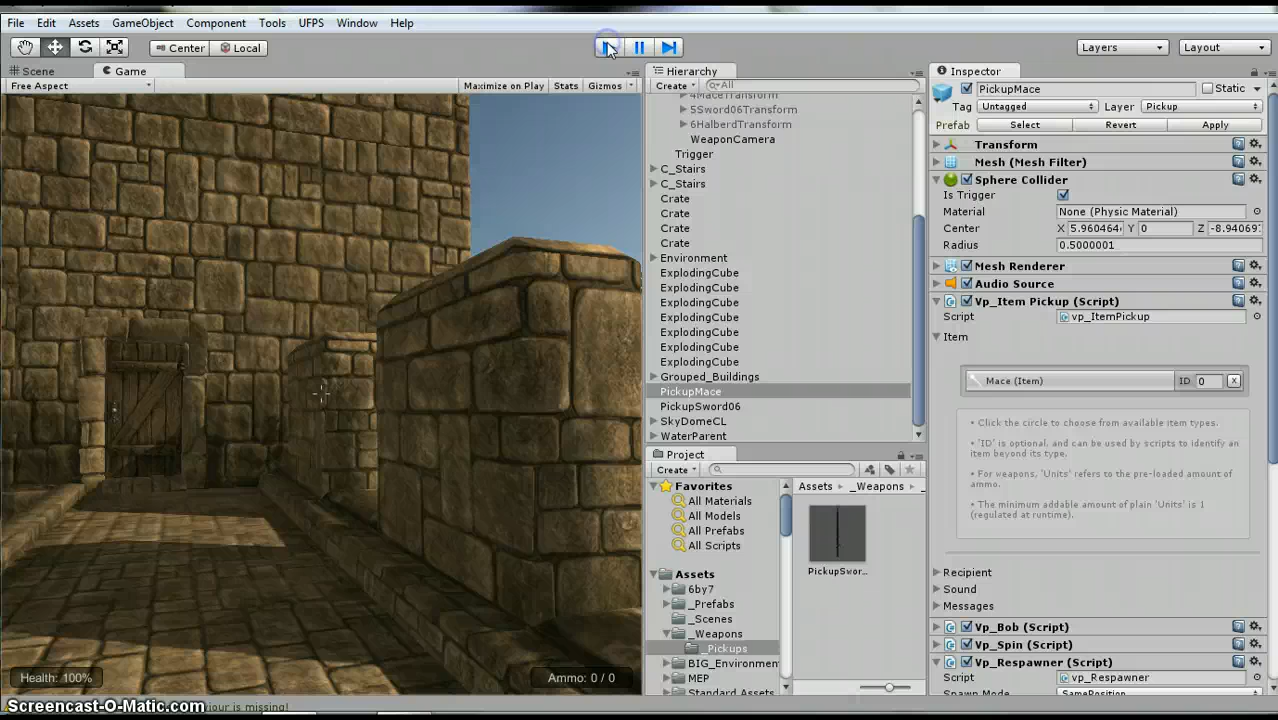 File Edit Assets GameObject Component Tools UFPS Window Help
Center Local Layers Layout
Scene Game
Free Aspect Maximize on Play Stats Gizmos
Health: 100% Ammo: 0 / 0
Hierarchy
Create All
4MaceTransform
5Sword06Transform
6HalberdTransform
WeaponCamera
Trigger
C_Stairs
C_Stairs
Crate
Crate
Crate
Crate
Environment
ExplodingCube
ExplodingCube
ExplodingCube
ExplodingCube
ExplodingCube
ExplodingCube
ExplodingCube
Grouped_Buildings
PickupMace
PickupSword06
SkyDomeCL
WaterParent
Project
Create
Favorites
All Materials
All Models
All Prefabs
All Scripts
Assets
6by7
_Prefabs
_Scenes
_Weapons
_Pickups
BIG_Environmen
MEP
Standard Assets
Assets _Weapons
PickupSwor...
Inspector
PickupMace Static
Tag Untagged Layer Pickup
Prefab Select Revert Apply
Transform
Mesh (Mesh Filter)
Sphere Collider
Is Trigger
Material None (Physic Material)
Center X 5.960464 Y 0 Z -8.94069
Radius 0.5000001
Mesh Renderer
Audio Source
Vp_Item Pickup (Script)
Script vp_ItemPickup
Item
Mace (Item) ID 0 X
• Click the circle to choose from available item types.
• 'ID' is optional, and can be used by scripts to identify an
item beyond its type.
• For weapons, 'Units' refers to the pre-loaded amount of
ammo.
• The minimum addable amount of plain 'Units' is 1
(regulated at runtime).
Recipient
Sound
Messages
Vp_Bob (Script)
Vp_Spin (Script)
Vp_Respawner (Script)
Script vp_Respawner
Spawn Mode SamePosition
Screencast-O-Matic.com
is missing!